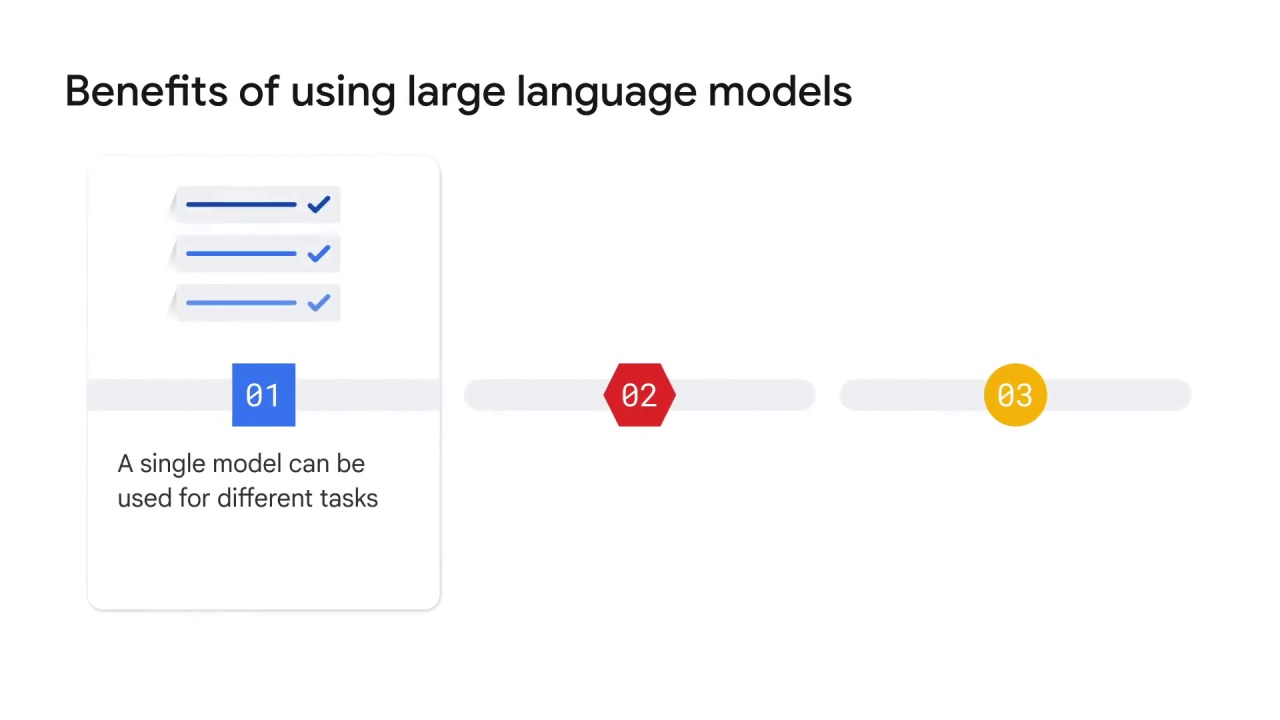 Benefits of using large language models
01
02
03
A single model can be
used for different tasks